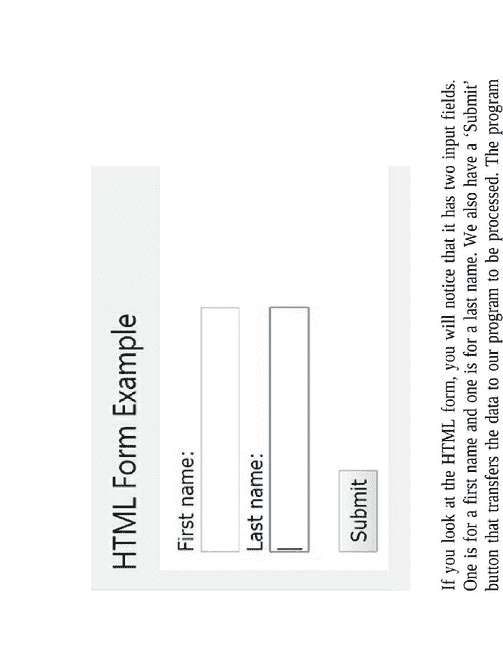 HTML Form Example
First name:
Last name:
Submit
If you look at the HTML form, you will notice that it has two input fields.
One is for a first name and one is for a last name. We also have a ‘Submit’
button that transfers the data to our program to be processed. The program